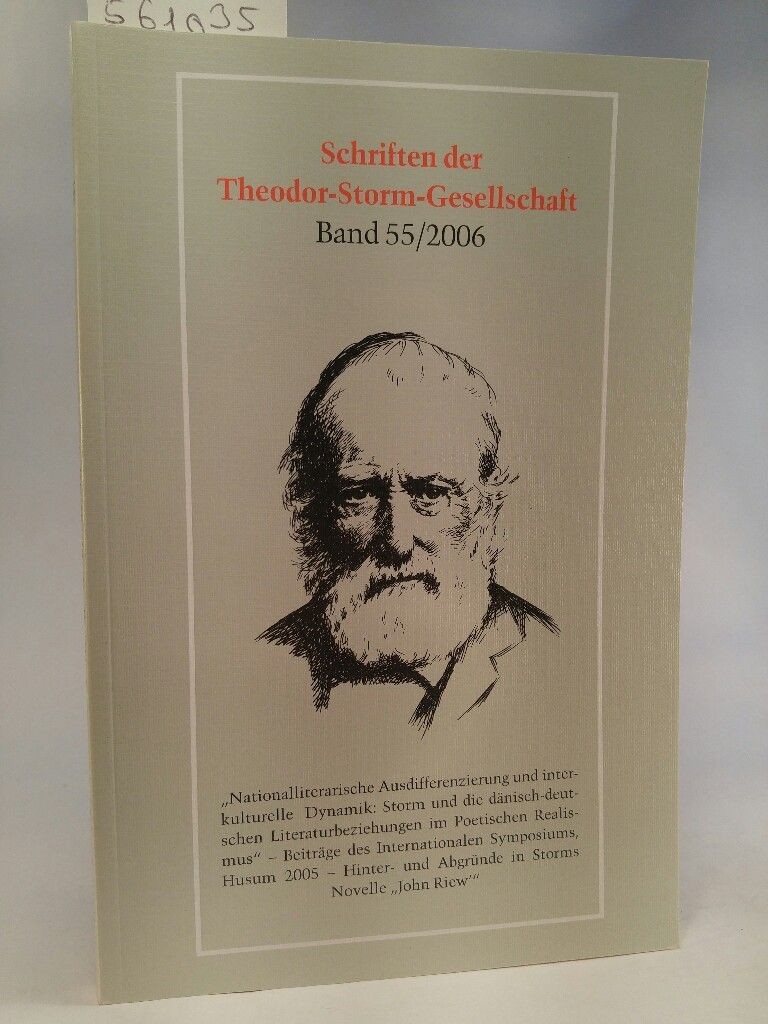 561a35
Schriften der
Theodor-Storm-Gesellschaft
Band 55/2006
„Nationalliterarische Ausdifferenzierung und inter-
kulturelle Dynamik: Storm und die dänisch-deut-
schen Literaturbeziehungen im Poetischen Realis-
mus“ – Beiträge des Internationalen Symposiums,
Husum 2005 – Hinter- und Abgründe in Storms
Novelle „John Riew’“